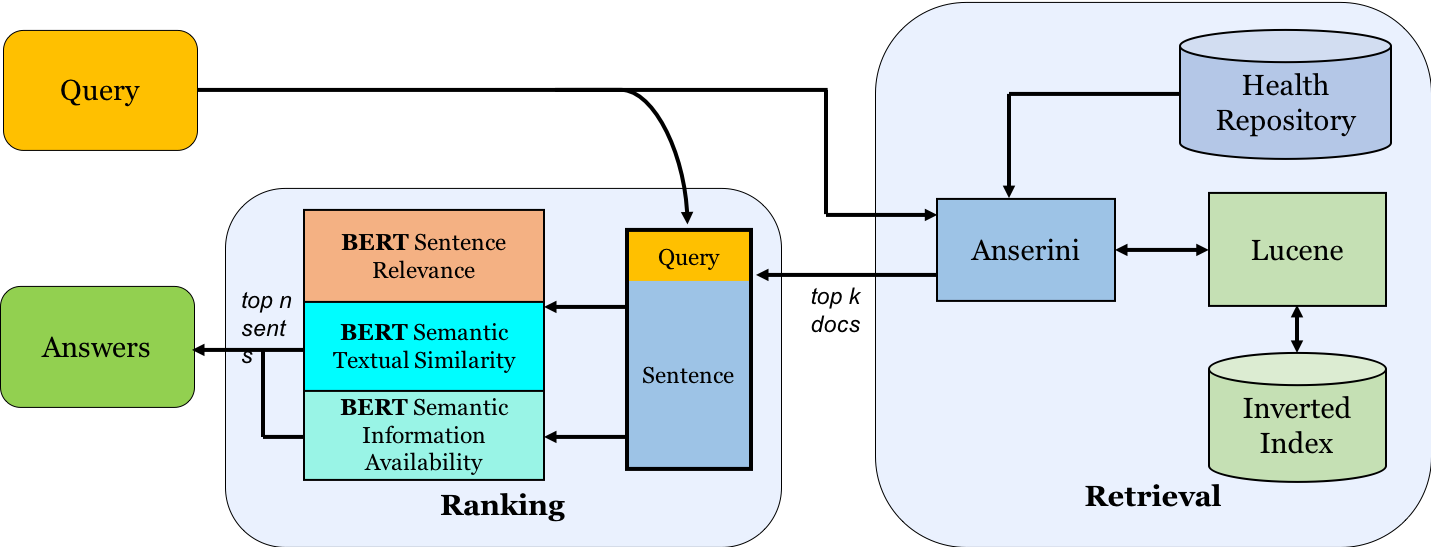 Query
Health
Repository
Anserini
Lucene
Inverted
Index
Retrieval
top k
docs
Query
Sentence
BERT Sentence
Relevance
BERT Semantic
Textual Similarity
BERT Semantic
Information
Availability
Ranking
top n
sent
s
Answers